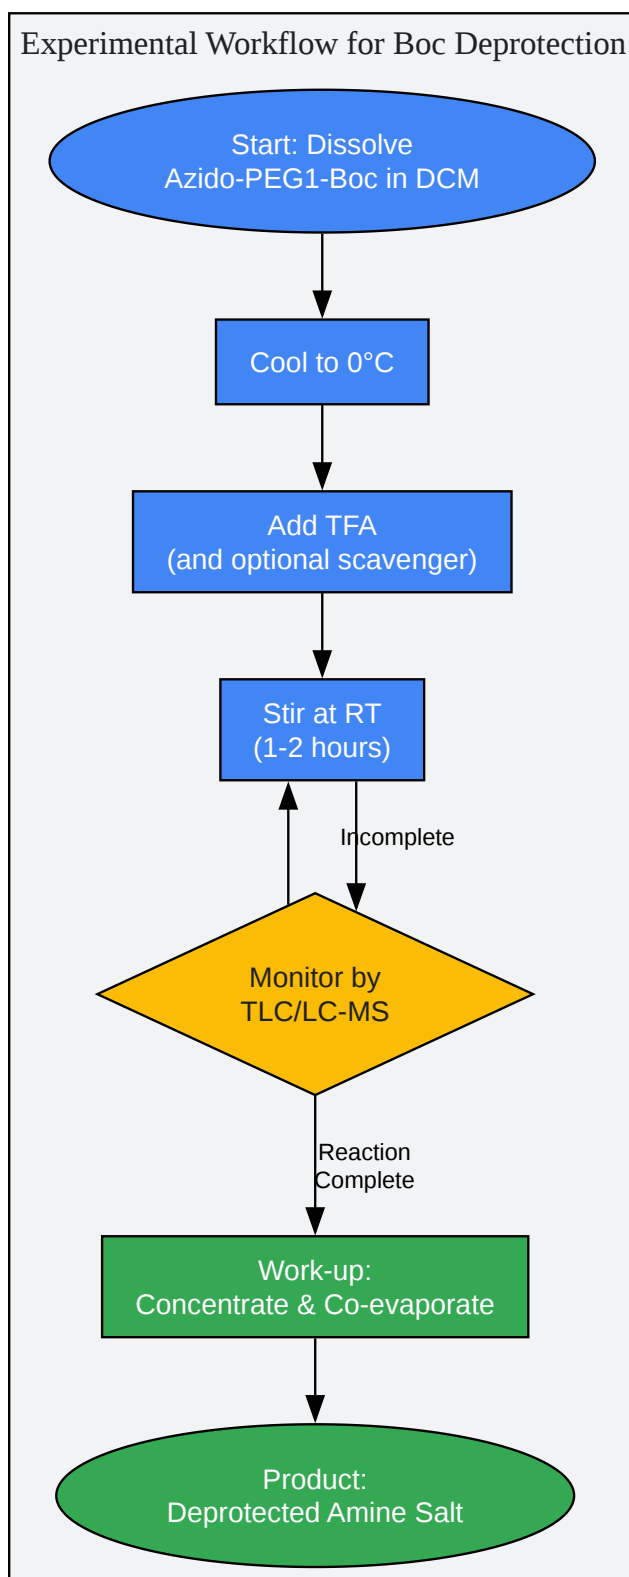 Experimental Workflow for Boc Deprotection
Start: Dissolve
Azido-PEG1-Boc in DCM
Cool to 0°C
Add TFA
(and optional scavenger)
Stir at RT
(1-2 hours)
Incomplete
Monitor by
TLC/LC-MS
Reaction
Complete
Work-up:
Concentrate & Co-evaporate
Product:
Deprotected Amine Salt